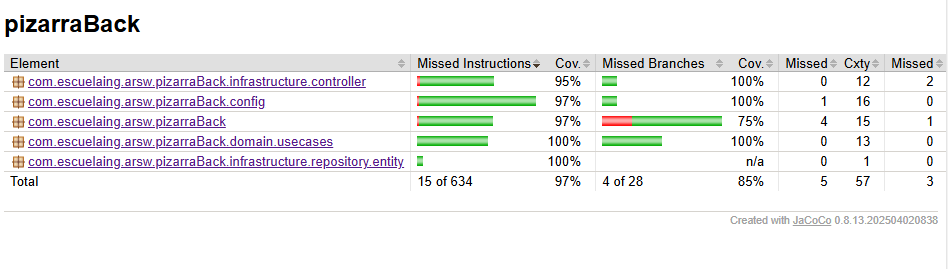 pizarraBack
Element Missed Instructions Cov. Missed Branches Cov. Missed Cxty Missed
com.escuelaing.arsw.pizarraBack.infrastructure.controller 95% 100% 0 12 2
com.escuelaing.arsw.pizarraBack.config 97% 100% 1 16 0
com.escuelaing.arsw.pizarraBack 97% 75% 4 15 1
com.escuelaing.arsw.pizarraBack.domain.usecases 100% 100% 0 13 0
com.escuelaing.arsw.pizarraBack.infrastructure.repository.entity 100% n/a 0 1 0
Total 15 of 634 97% 4 of 28 85% 5 57 3
Created with JaCoCo 0.8.13.202504020838